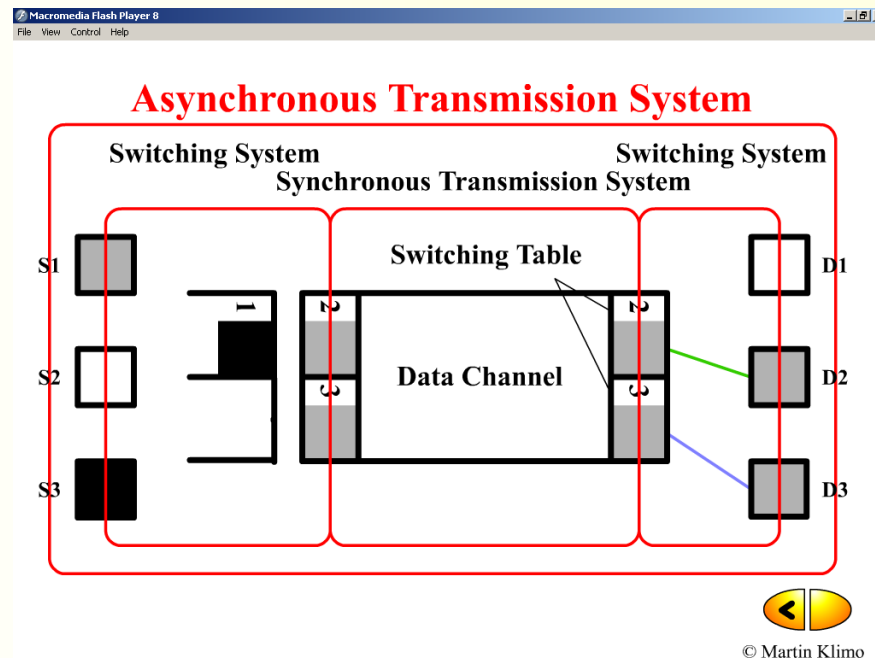 Macromedia Flash Player 8
File View Control Help
Asynchronous Transmission System
Switching System
Switching System
Synchronous Transmission System
Switching Table
S1
1
2
2
D1
S2
Data Channel
D2
3
3
S3
D3
© Martin Klimo